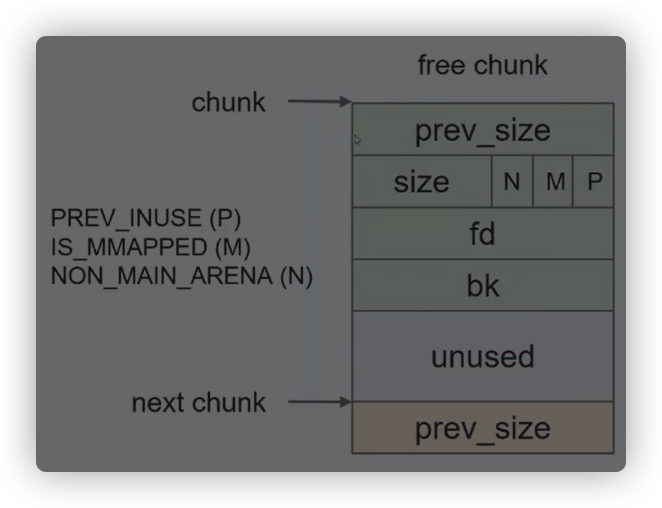 free chunk
chunk
prev_size
size N M P
PREV_INUSE (P)
IS_MMAPPED (M)
NON_MAIN_ARENA (N)
fd
bk
unused
next chunk
prev_size